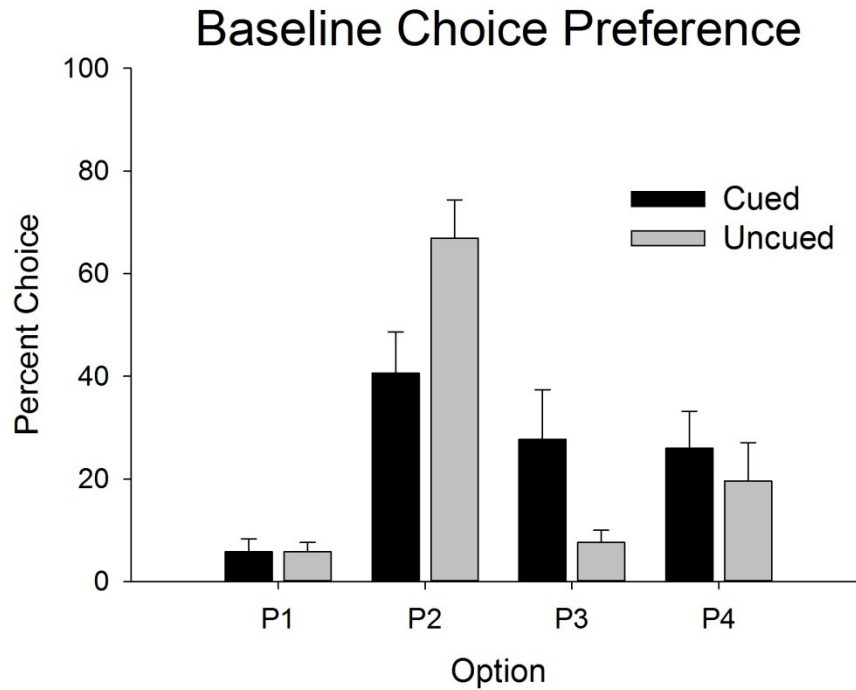 Baseline Choice Preference
100
80
60
40
20
0
Percent Choice
Cued
Uncued
P1 P2 P3 P4
Option